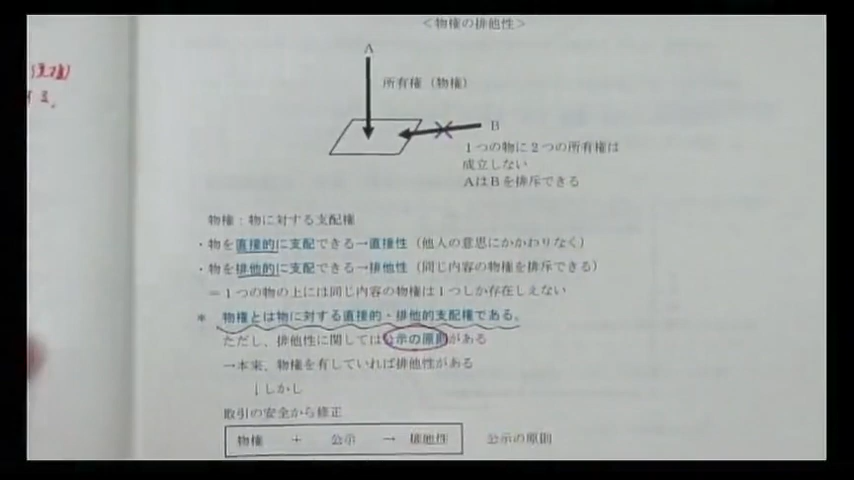 ＜物権の排他性＞
A
所有権（物権）
B
１つの物に２つの所有権は
成立しない
ＡはＢを排斥できる
物権：物に対する支配権
・物を直接的に支配できる→直接性（他人の意思にかかわりなく）
・物を排他的に支配できる→排他性（同じ内容の物権を排斥できる）
＝１つの物の上には同じ内容の物権は１つしか存在しえない
＊ 物権とは物に対する直接的・排他的支配権である。
ただし、排他性に関しては公示の原則がある
→本来、物権を有していれば排他性がある
↓しかし
取引の安全から修正
物権 ＋ 公示 → 排他性 公示の原則